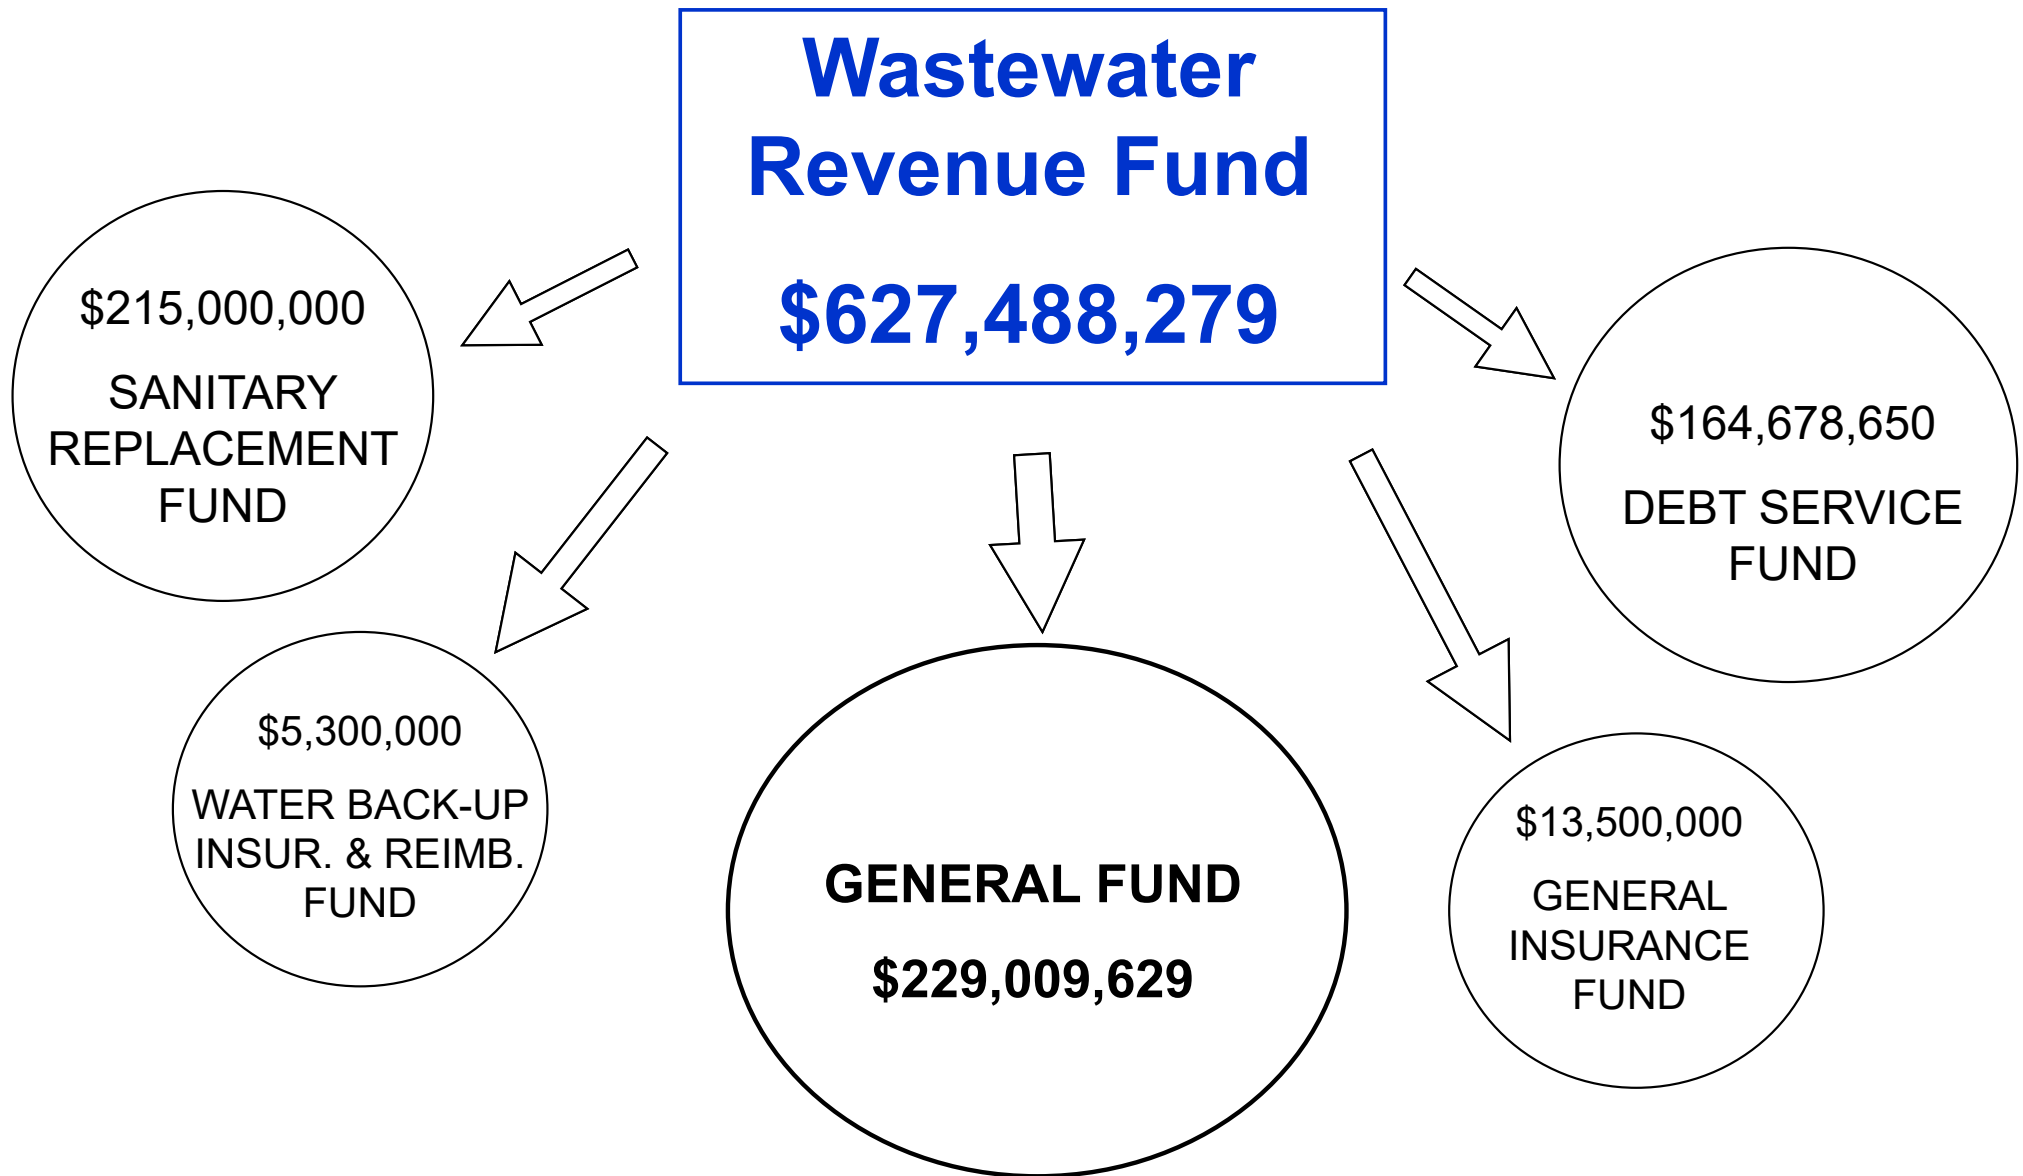 Wastewater
Revenue Fund
$627,488,279
$215,000,000
SANITARY
REPLACEMENT
FUND
$164,678,650
DEBT SERVICE
FUND
$5,300,000
WATER BACK-UP
INSUR. & REIMB.
FUND
GENERAL FUND
$229,009,629
$13,500,000
GENERAL
INSURANCE
FUND